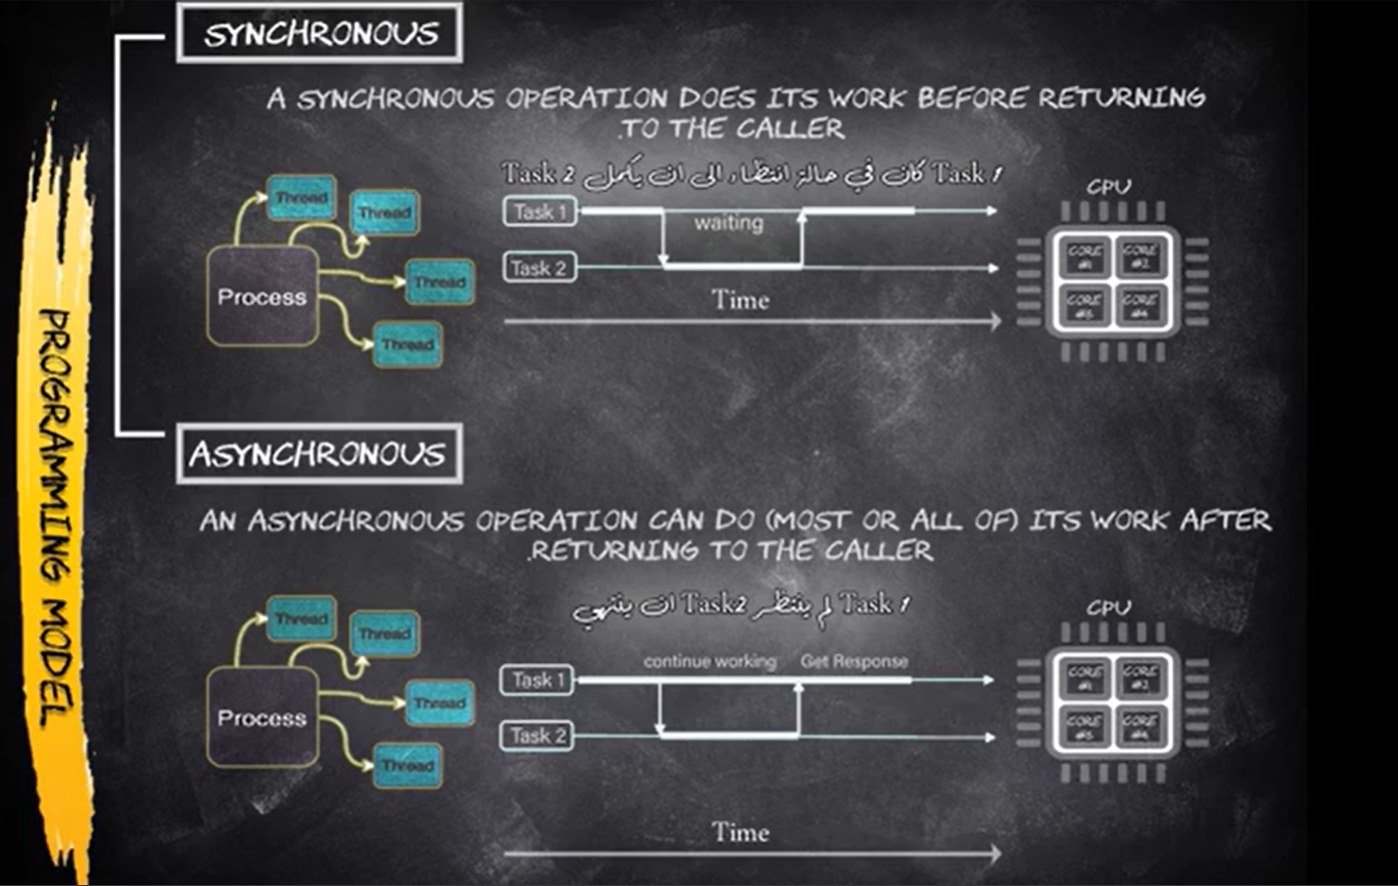 PROGRAMMING MODEL
SYNCHRONOUS
A SYNCHRONOUS OPERATION DOES ITS WORK BEFORE RETURNING
.TO THE CALLER
Task 1 كان في حالة انتظار الى ان يكمل Task 2
Process
Thread
Thread
Thread
Thread
Task 1
waiting
Task 2
Time
CPU
CORE #1
CORE #2
CORE #3
CORE #4
ASYNCHRONOUS
AN ASYNCHRONOUS OPERATION CAN DO (MOST OR ALL OF) ITS WORK AFTER
.RETURNING TO THE CALLER
Task 1 لم ينتظر Task2 ان ينتهي
Process
Thread
Thread
Thread
Thread
continue working
Get Response
Task 1
Task 2
Time
CPU
CORE #1
CORE #2
CORE #3
CORE #4